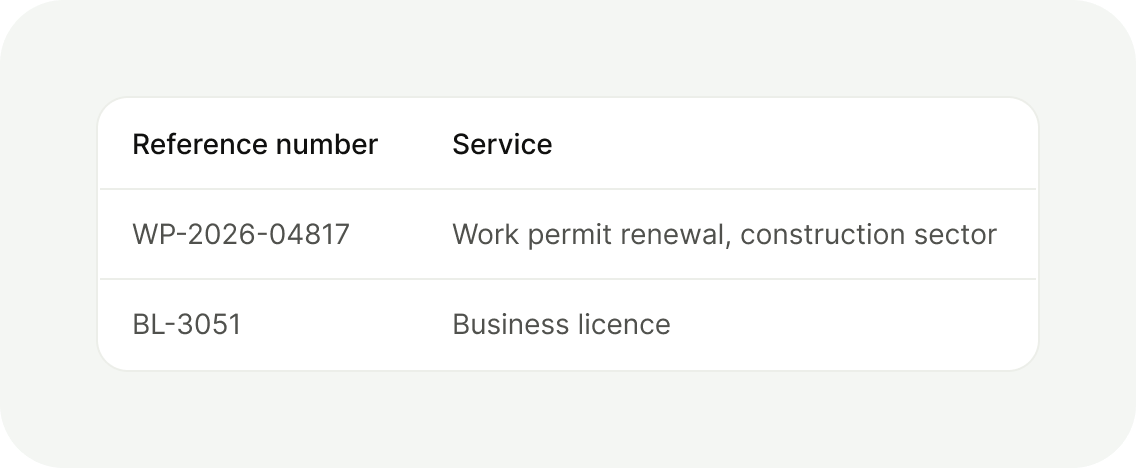 Reference number Service
WP-2026-04817 Work permit renewal, construction sector
BL-3051 Business licence